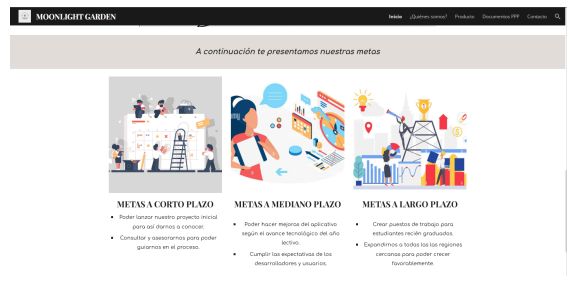 MOONLIGHT GARDEN
Inicio ¿Quiénes somos? Producto Documentos PPP Contacto
A continuación te presentamos nuestras metas
METAS A CORTO PLAZO
Poder lanzar nuestro proyecto inicial
para así darnos a conocer.
Consultar y asesorarnos para poder
guiarnos en el proceso.
METAS A MEDIANO PLAZO
Poder hacer mejoras del aplicativo
según el avance tecnológico del año
lectivo.
Cumplir las expectativas de los
desarrolladores y usuarios.
METAS A LARGO PLAZO
Crear puestos de trabajo para
estudiantes recién graduados.
Expandirnos a todas las las regiones
cercanas para poder crecer
favorablemente.